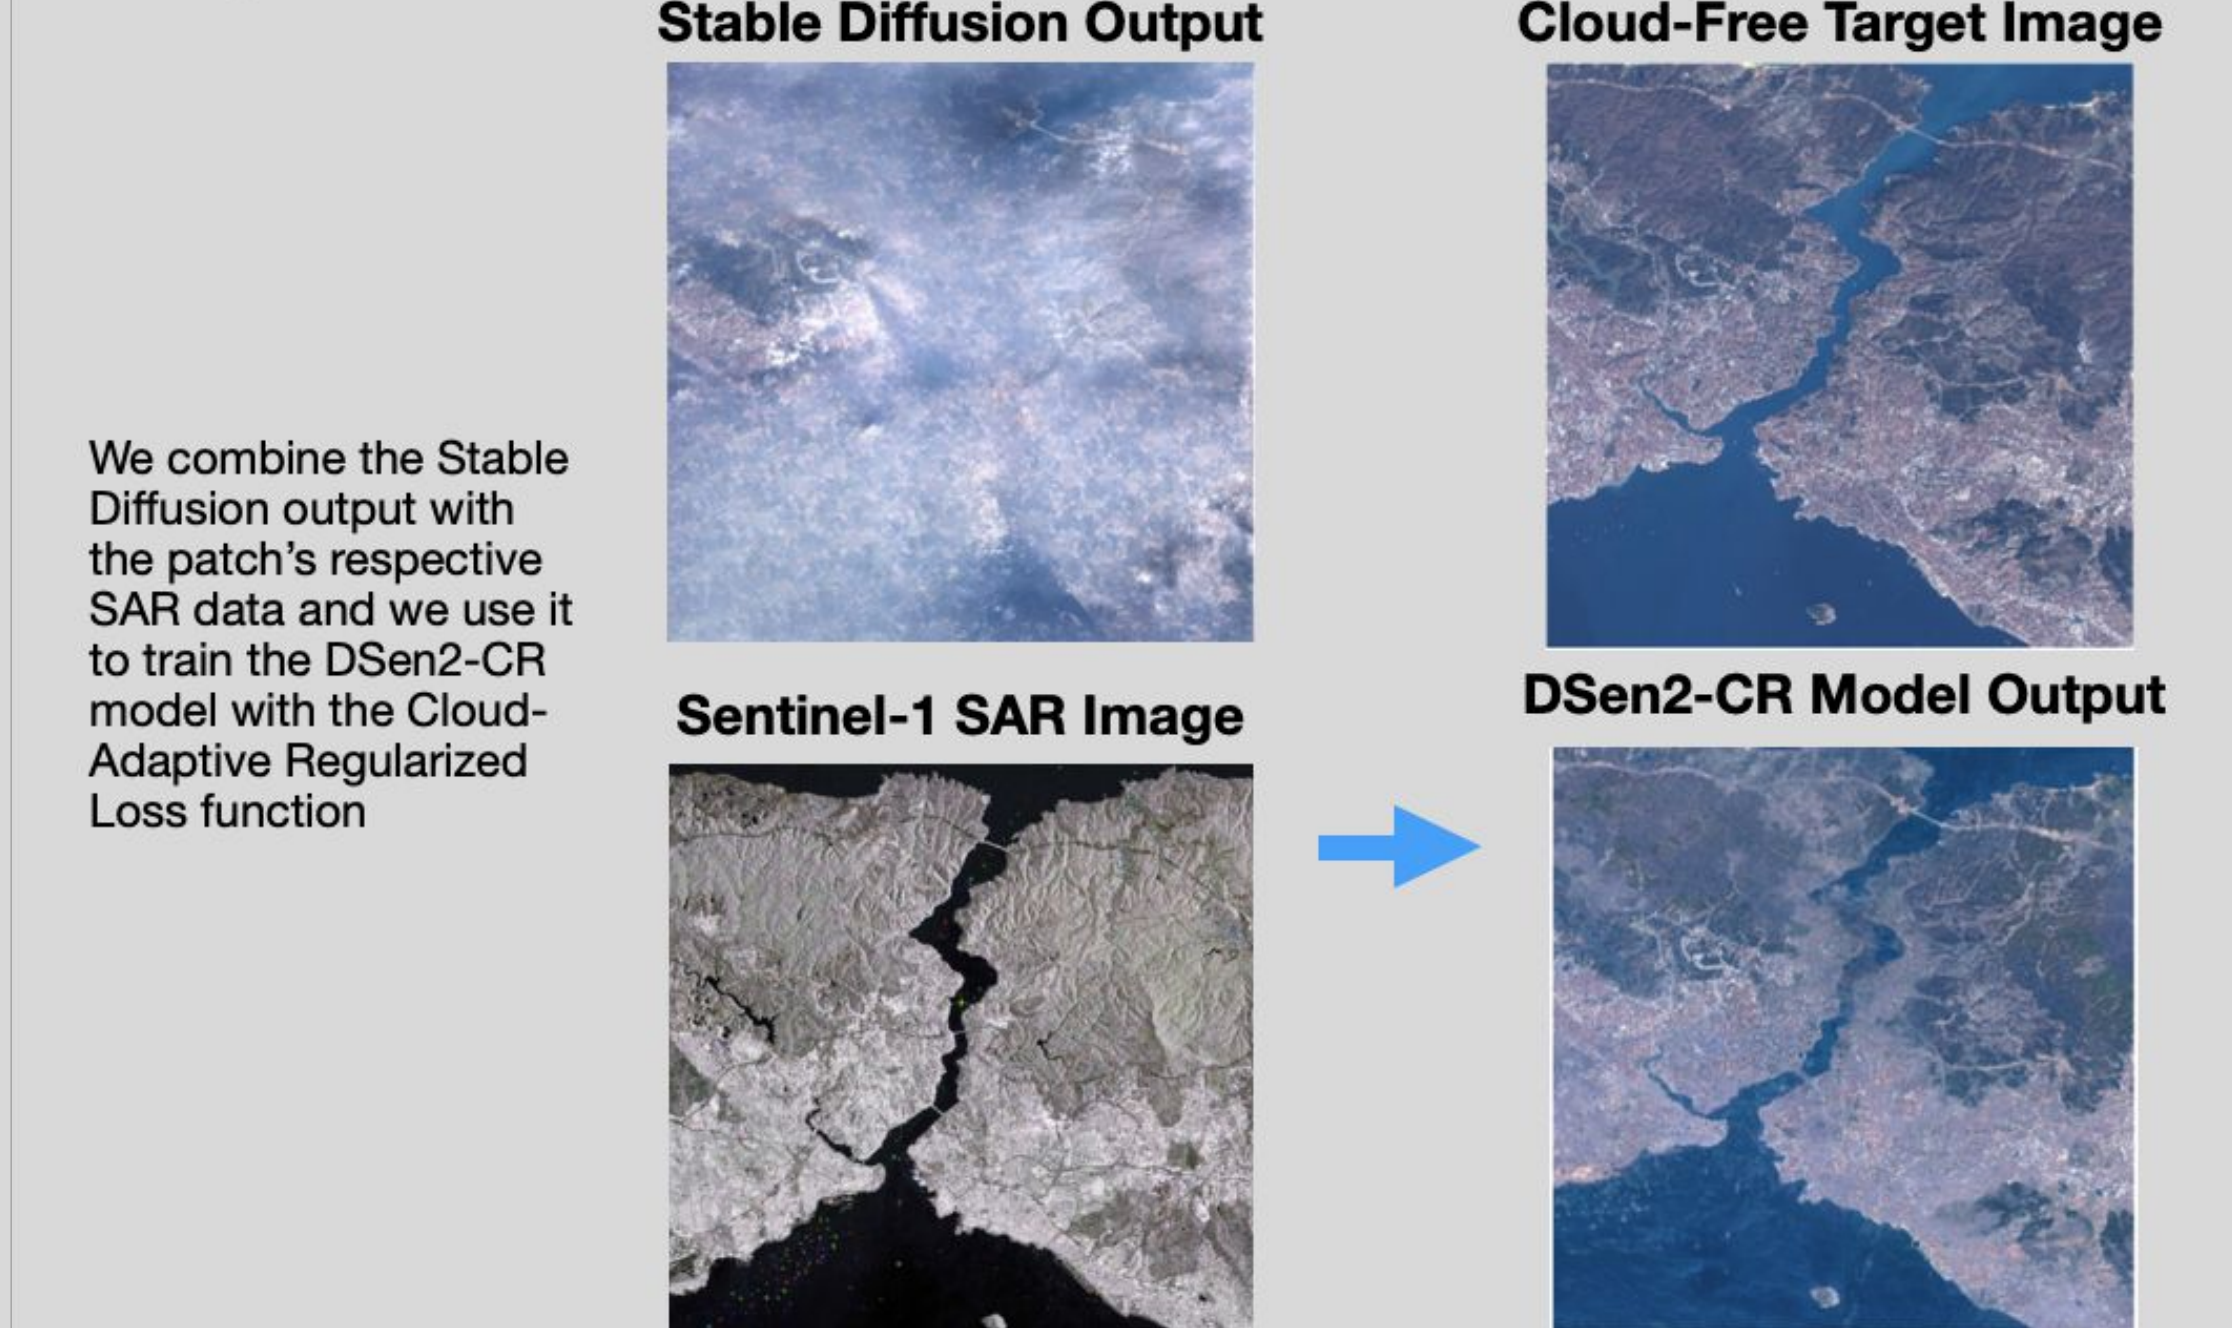 Stable Diffusion Output
Cloud-Free Target Image
We combine the Stable
Diffusion output with
the patch’s respective
SAR data and we use it
to train the DSen2-CR
model with the Cloud-
Adaptive Regularized
Loss function
Sentinel-1 SAR Image
DSen2-CR Model Output